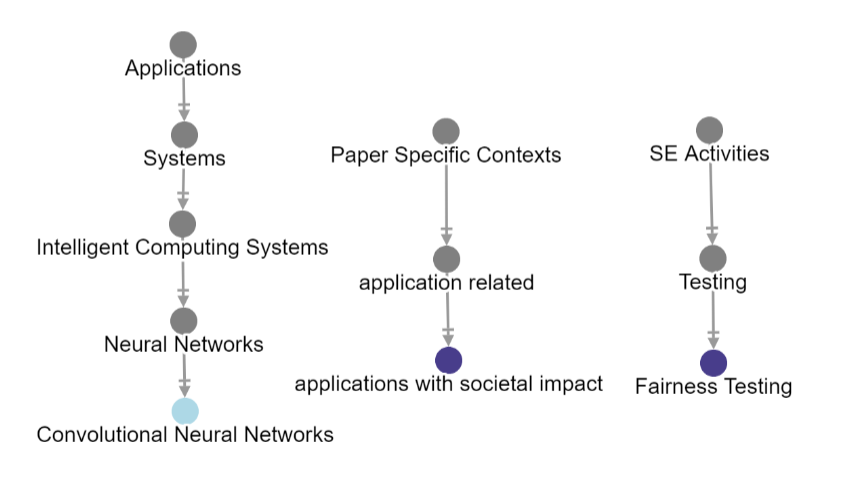 Applications
Systems
Intelligent Computing Systems
Neural Networks
Convolutional Neural Networks
Paper Specific Contexts
application related
applications with societal impact
SE Activities
Testing
Fairness Testing